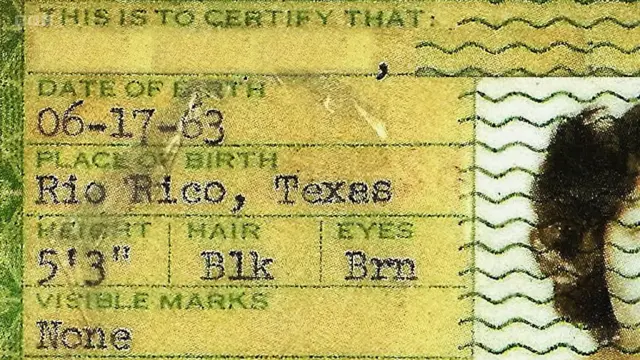 THIS IS TO CERTIFY THAT:
,
DATE OF BIRTH
06-17-63
PLACE OF BIRTH
Rio Rico, Texas
HEIGHT HAIR EYES
5'3" Blk Brn
VISIBLE MARKS
None